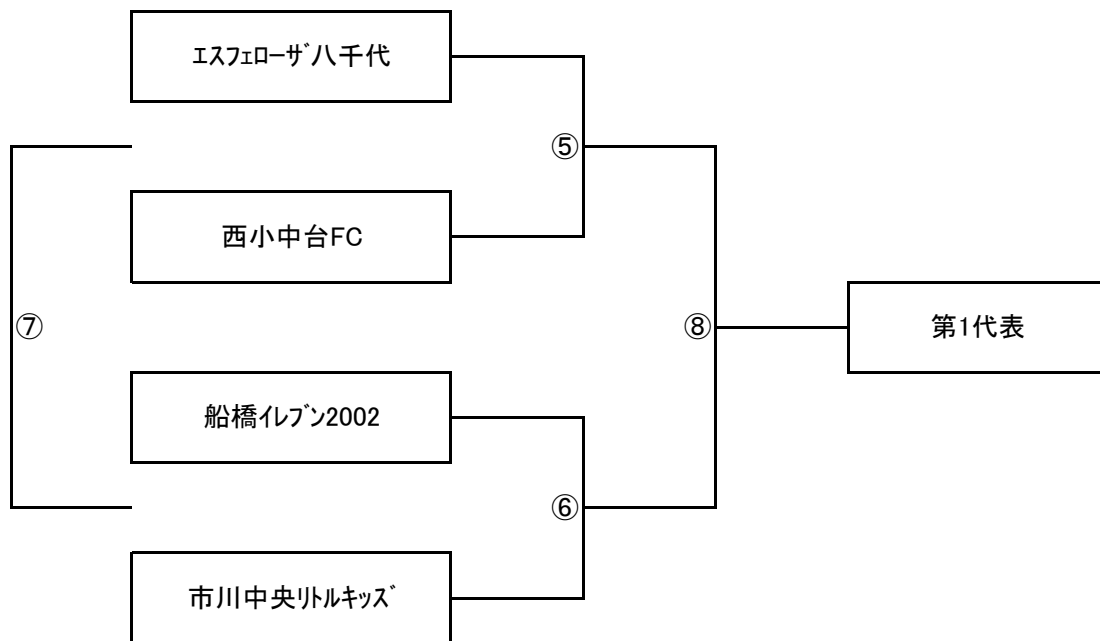 ｴｽﾌｪﾛｰｻﾞ八千代
⑤
西小中台FC
⑦
⑧
第1代表
船橋ｲﾚﾌﾞﾝ2002
⑥
市川中央ﾘﾄﾙｷｯｽﾞ